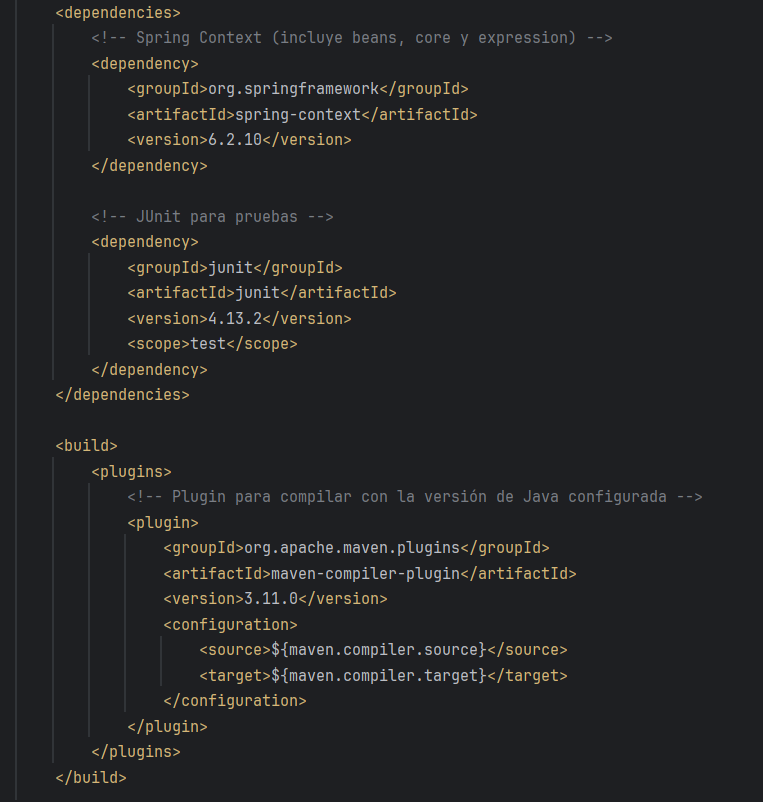 <dependencies>
<!-- Spring Context (incluye beans, core y expression) -->
<dependency>
<groupId>org.springframework</groupId>
<artifactId>spring-context</artifactId>
<version>6.2.10</version>
</dependency>
<!-- JUnit para pruebas -->
<dependency>
<groupId>junit</groupId>
<artifactId>junit</artifactId>
<version>4.13.2</version>
<scope>test</scope>
</dependency>
</dependencies>
<build>
<plugins>
<!-- Plugin para compilar con la versión de Java configurada -->
<plugin>
<groupId>org.apache.maven.plugins</groupId>
<artifactId>maven-compiler-plugin</artifactId>
<version>3.11.0</version>
<configuration>
<source>${maven.compiler.source}</source>
<target>${maven.compiler.target}</target>
</configuration>
</plugin>
</plugins>
</build>